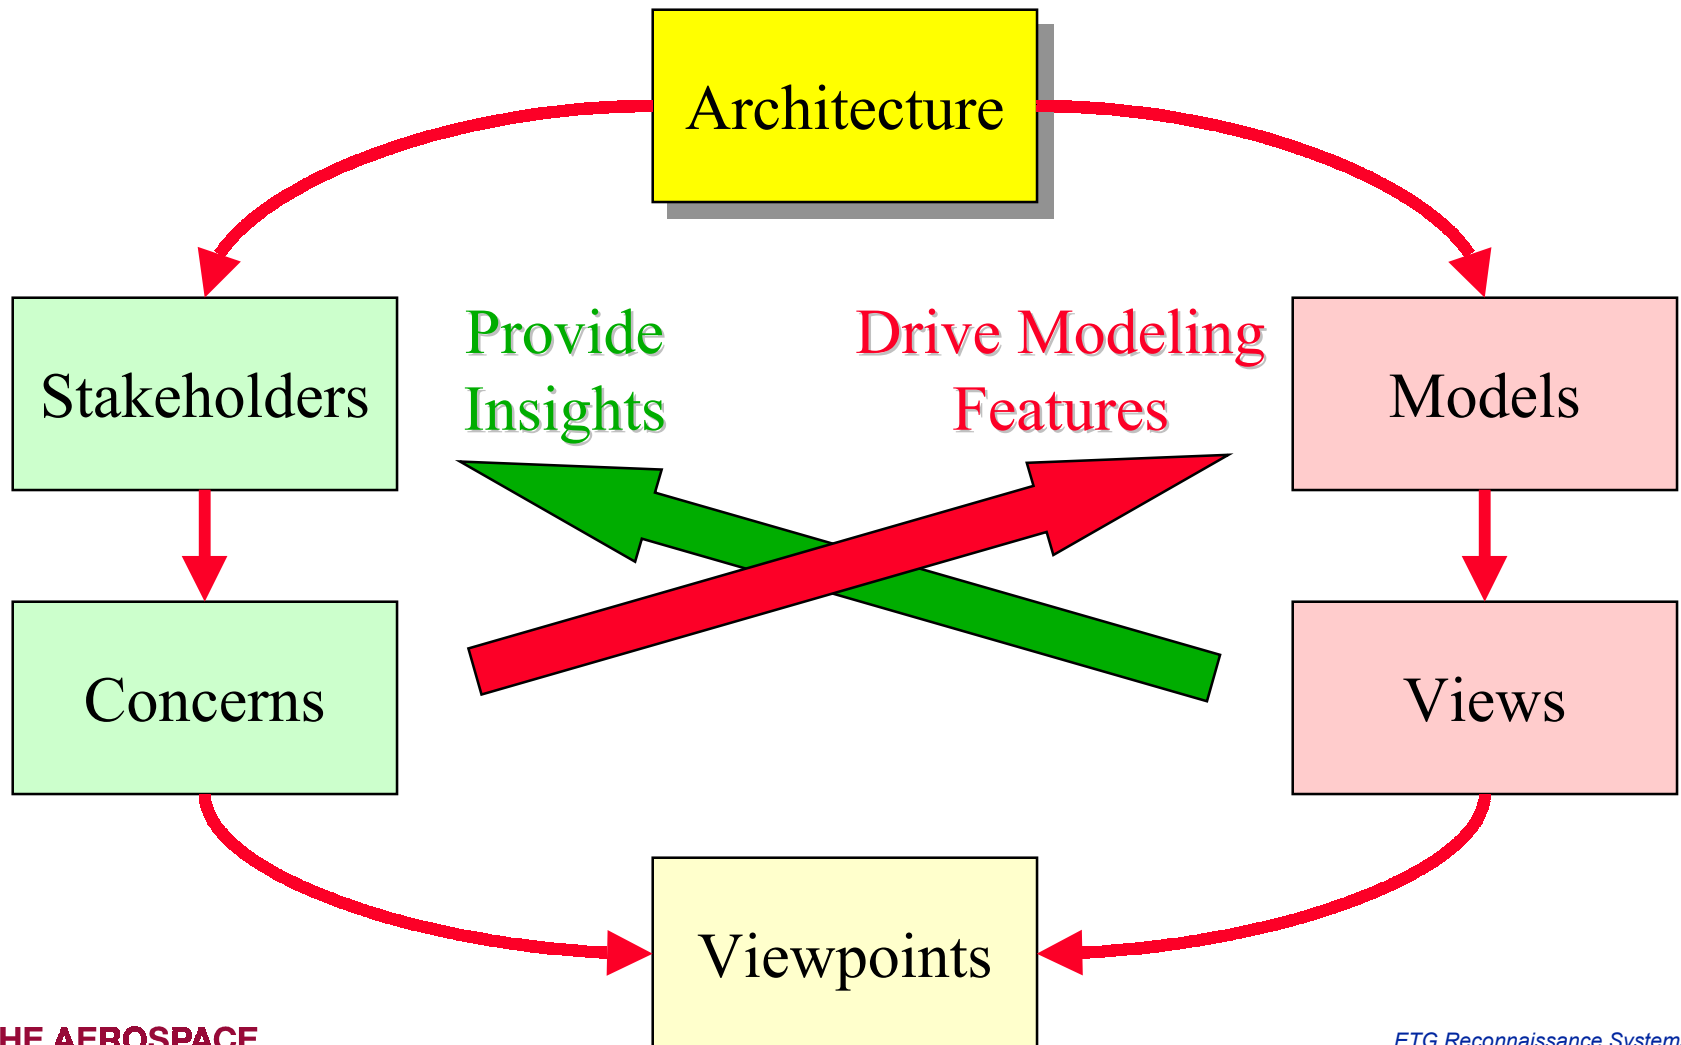 Architecture
Provide
Insights
Drive Modeling
Features
Stakeholders
Models
Concerns
Views
Viewpoints
HE AEROSPACE
ETG Reconnaissance System